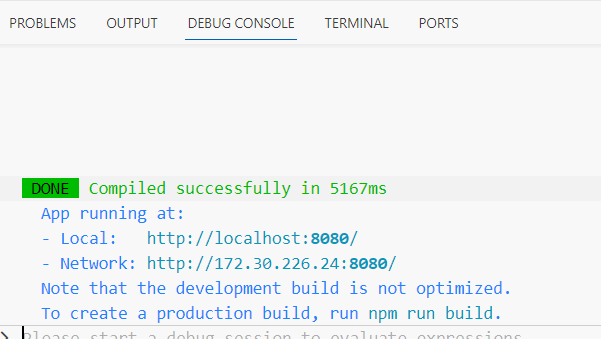 PROBLEMS OUTPUT DEBUG CONSOLE TERMINAL PORTS
DONE Compiled successfully in 5167ms
App running at:
- Local: http://localhost:8080/
- Network: http://172.30.226.24:8080/
Note that the development build is not optimized.
To create a production build, run npm run build.
Please start a debug session to evaluate expressions